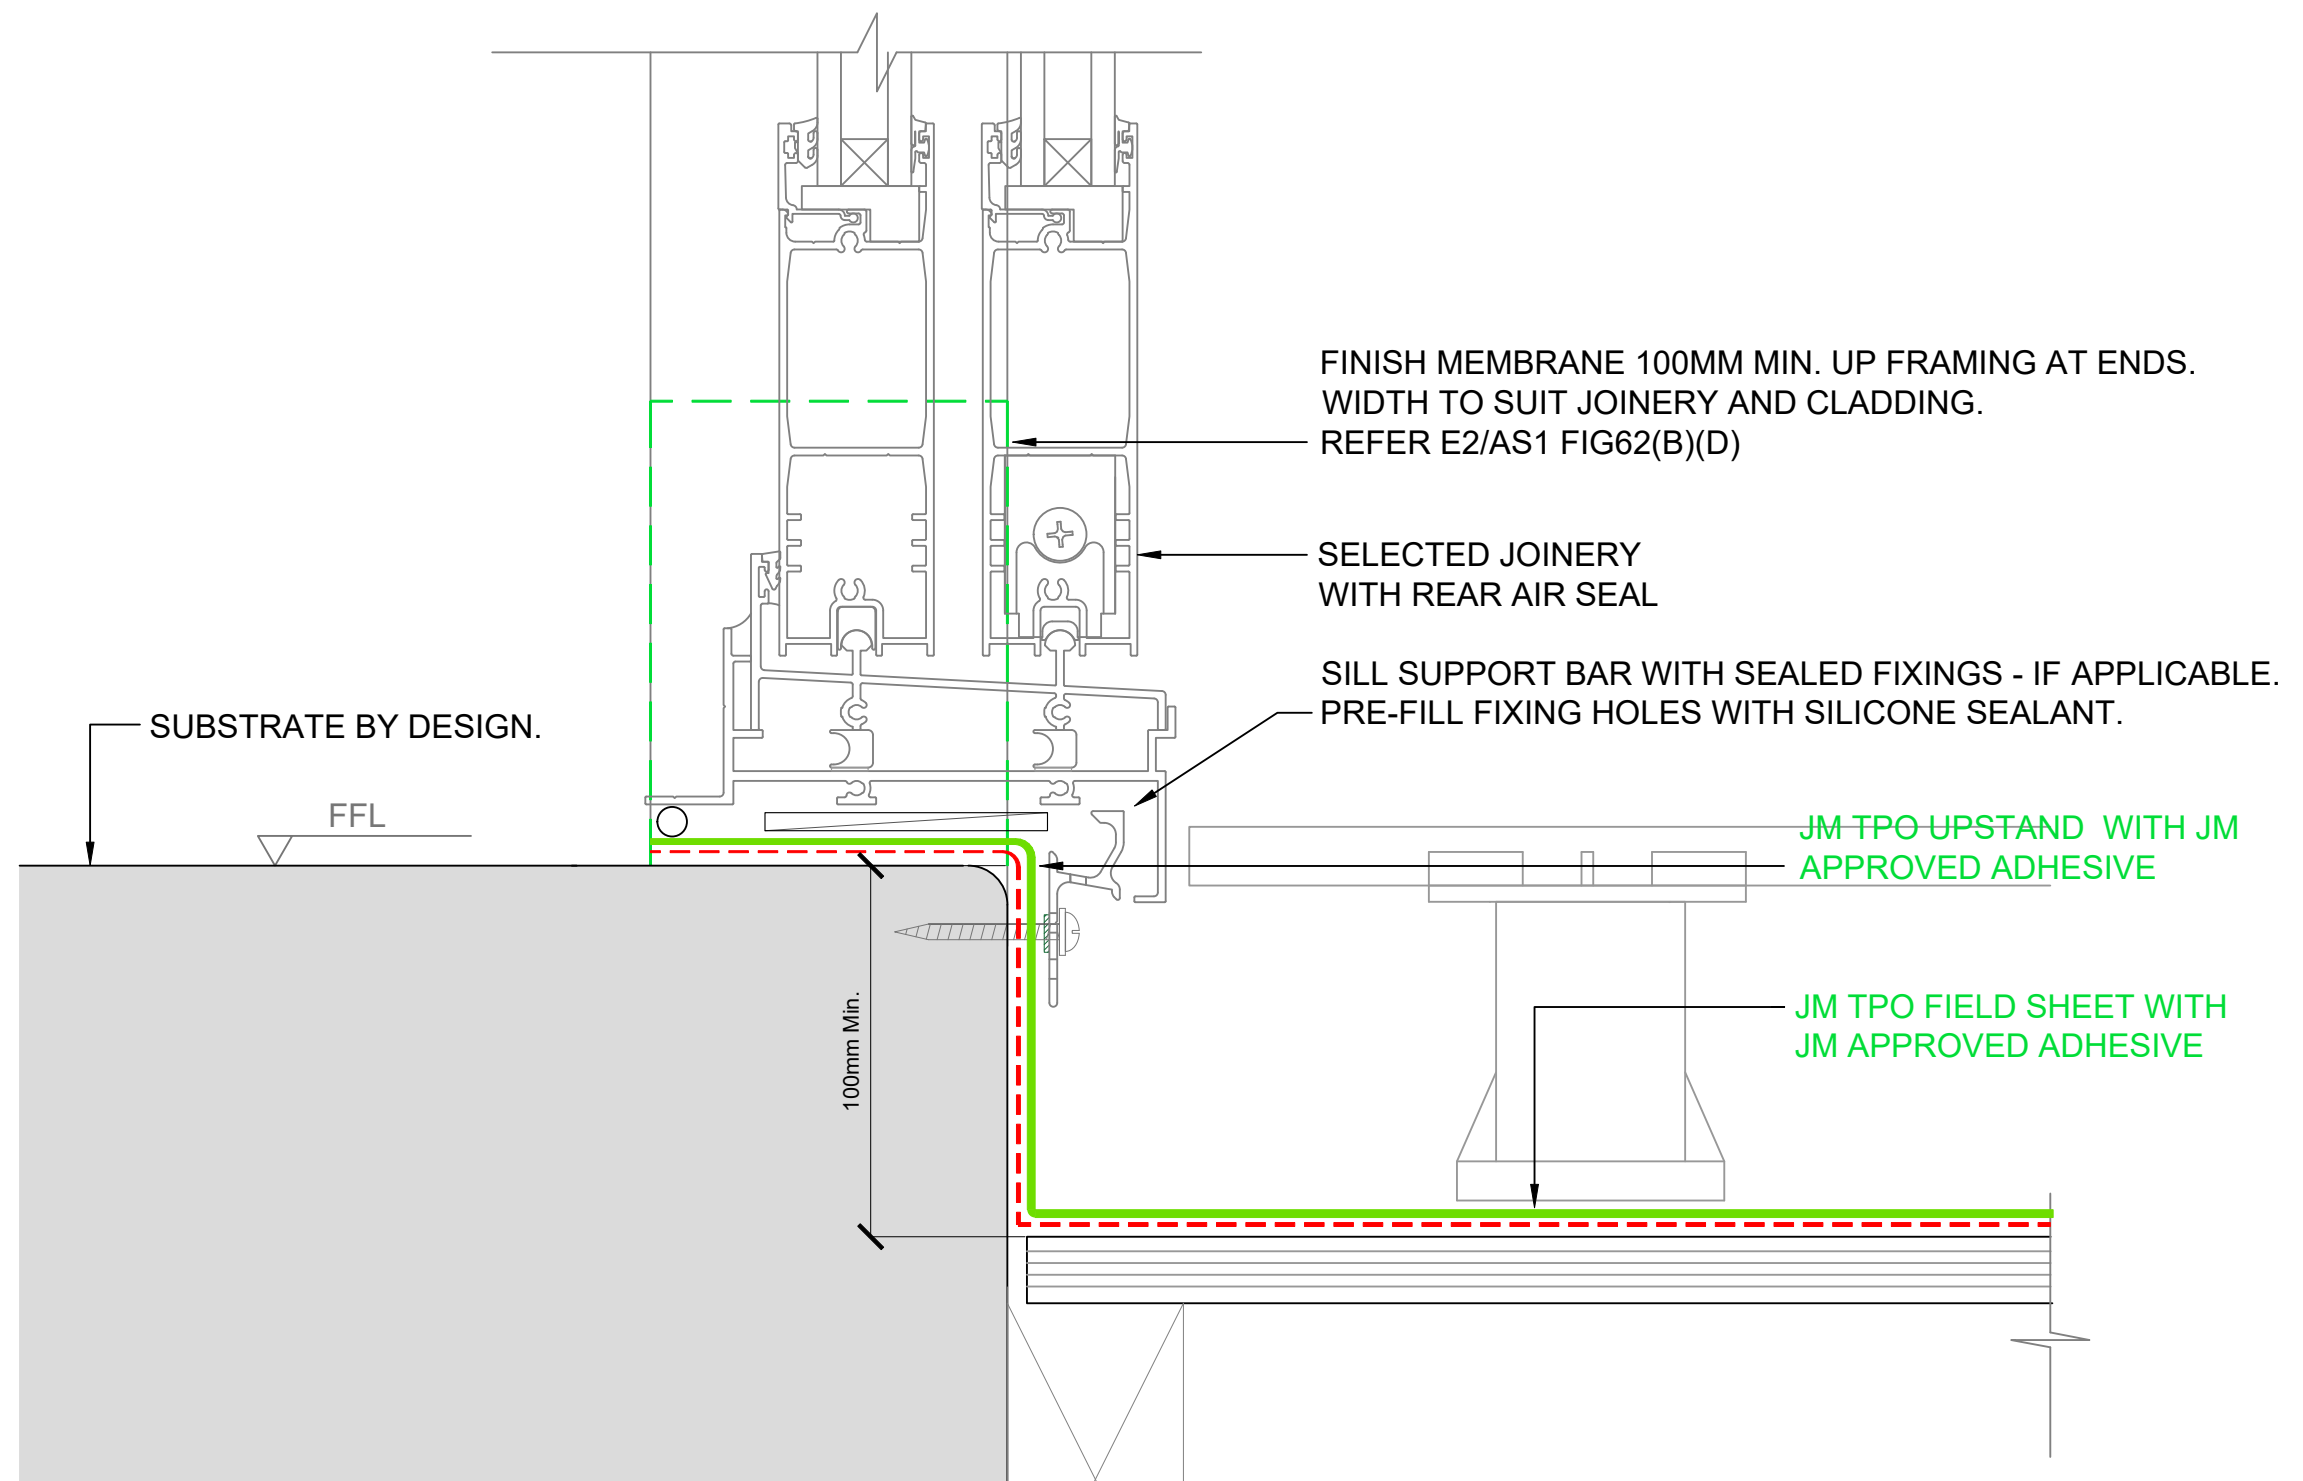 FINISH MEMBRANE 100MM MIN. UP FRAMING AT ENDS.
WIDTH TO SUIT JOINERY AND CLADDING.
REFER E2/AS1 FIG62(B)(D)
SELECTED JOINERY
WITH REAR AIR SEAL
SILL SUPPORT BAR WITH SEALED FIXINGS - IF APPLICABLE.
PRE-FILL FIXING HOLES WITH SILICONE SEALANT.
SUBSTRATE BY DESIGN.
FFL
JM TPO UPSTAND WITH JM
APPROVED ADHESIVE
100mm Min.
JM TPO FIELD SHEET WITH
JM APPROVED ADHESIVE